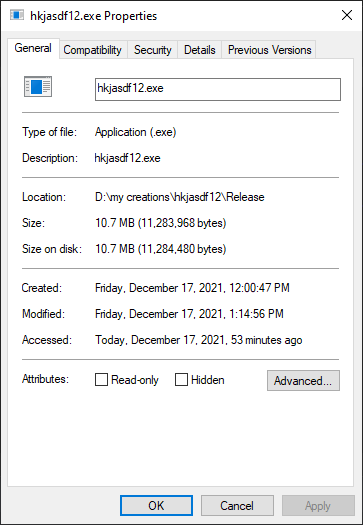 hkjasdf12.exe Properties
General Compatibility Security Details Previous Versions
hkjasdf12.exe
Type of file: Application (.exe)
Description: hkjasdf12.exe
Location: D:\my creations\hkjasdf12\Release
Size: 10.7 MB (11,283,968 bytes)
Size on disk: 10.7 MB (11,284,480 bytes)
Created: Friday, December 17, 2021, 12:00:47 PM
Modified: Friday, December 17, 2021, 1:14:56 PM
Accessed: Today, December 17, 2021, 53 minutes ago
Attributes: Read-only Hidden Advanced...
OK Cancel Apply